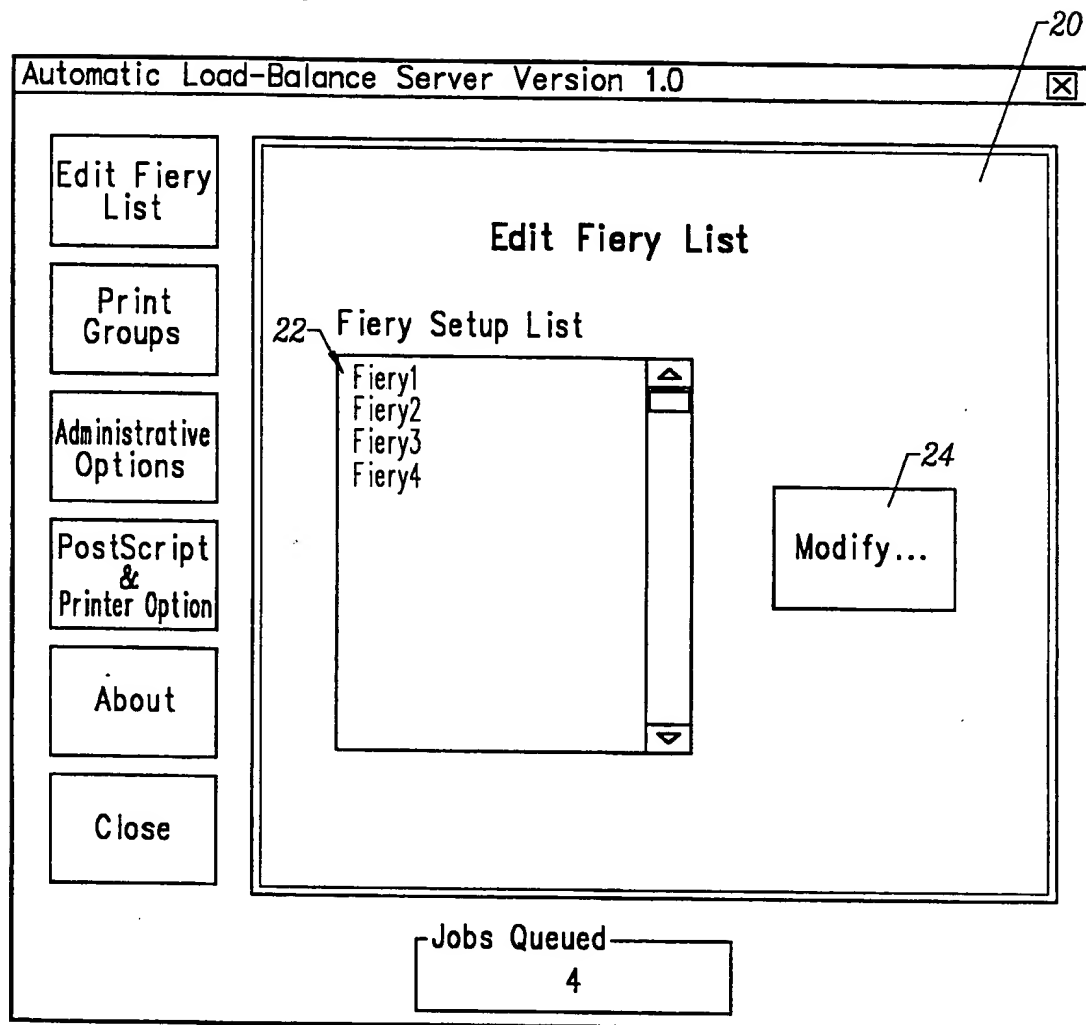 20
Automatic Load-Balance Server Version 1.0
Edit Fiery
List
Print
Groups
Administrative
Options
PostScript
&
Printer Option
About
Close
Edit Fiery List
22
Fiery Setup List
Fiery1
Fiery2
Fiery3
Fiery4
24
Modify...
Jobs Queued
4